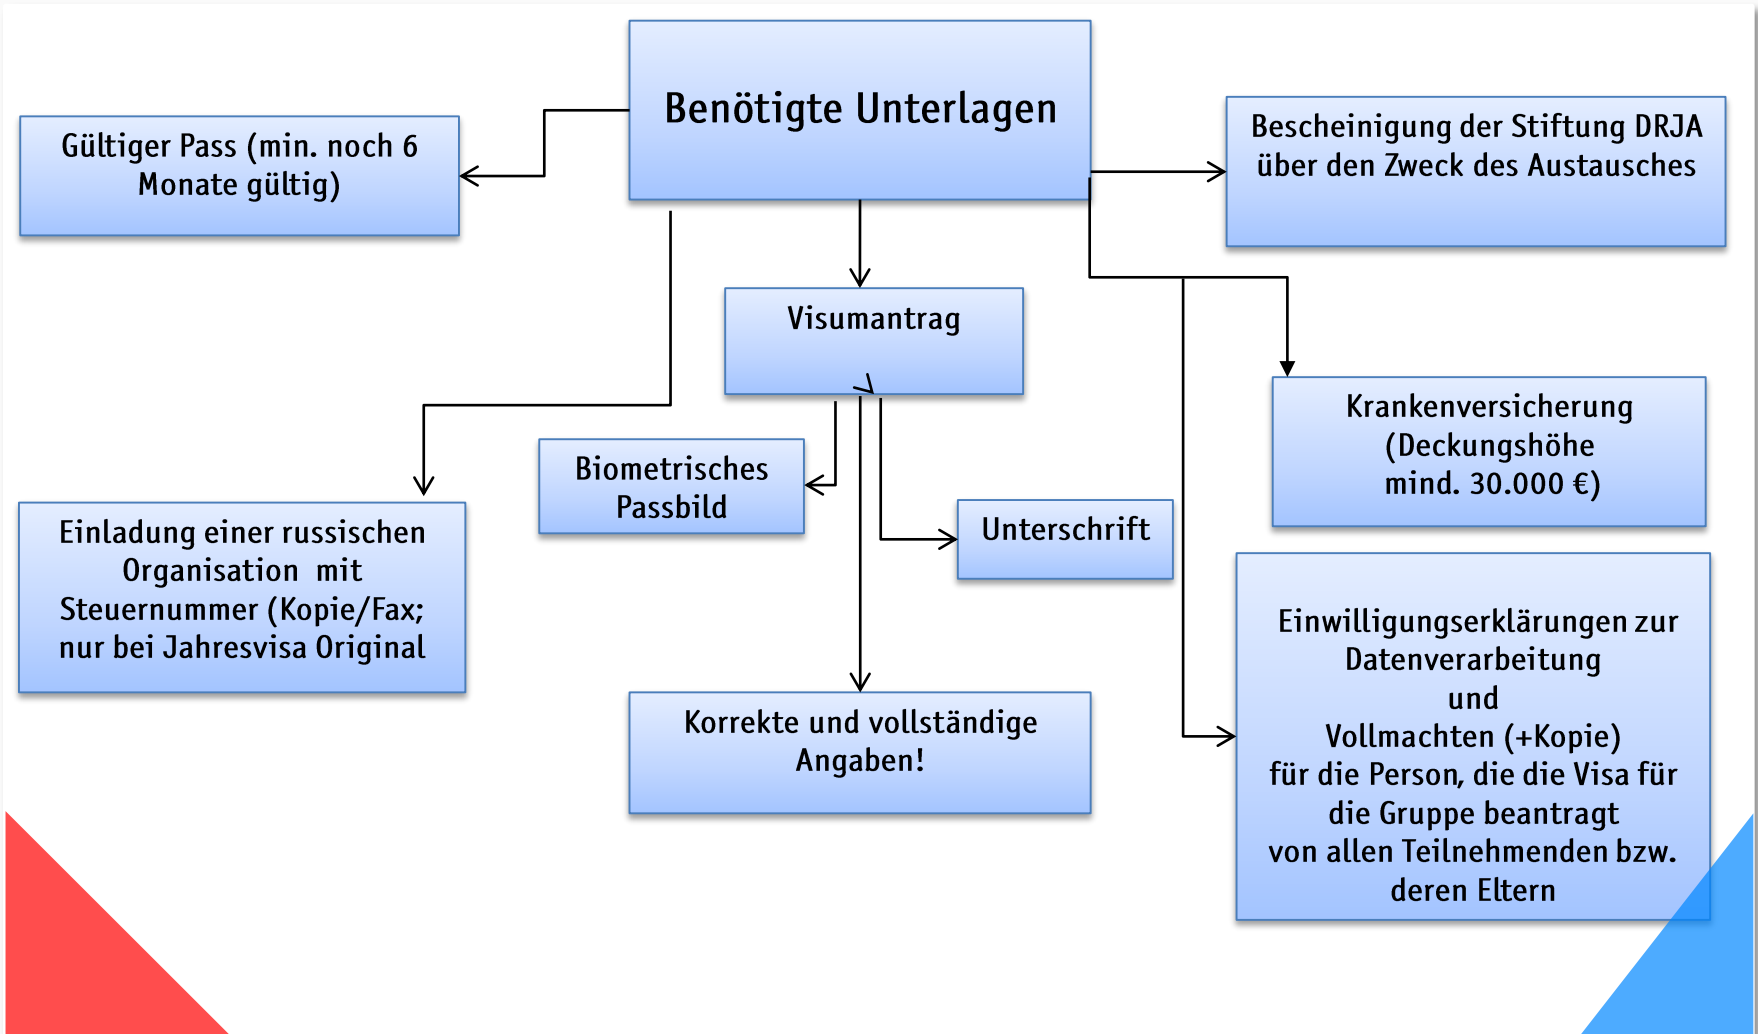 Benötigte Unterlagen
Gültiger Pass (min. noch 6
Monate gültig)
Bescheinigung der Stiftung DRJA
über den Zweck des Austausches
Visumantrag
Krankenversicherung
(Deckungshöhe
mind. 30.000 €)
Biometrisches
Passbild
Unterschrift
Einladung einer russischen
Organisation  mit
Steuernummer (Kopie/Fax;
nur bei Jahresvisa Original
Einwilligungserklärungen zur
Datenverarbeitung
und
Vollmachten (+Kopie)
für die Person, die die Visa für
die Gruppe beantragt
von allen Teilnehmenden bzw.
deren Eltern
Korrekte und vollständige
Angaben!